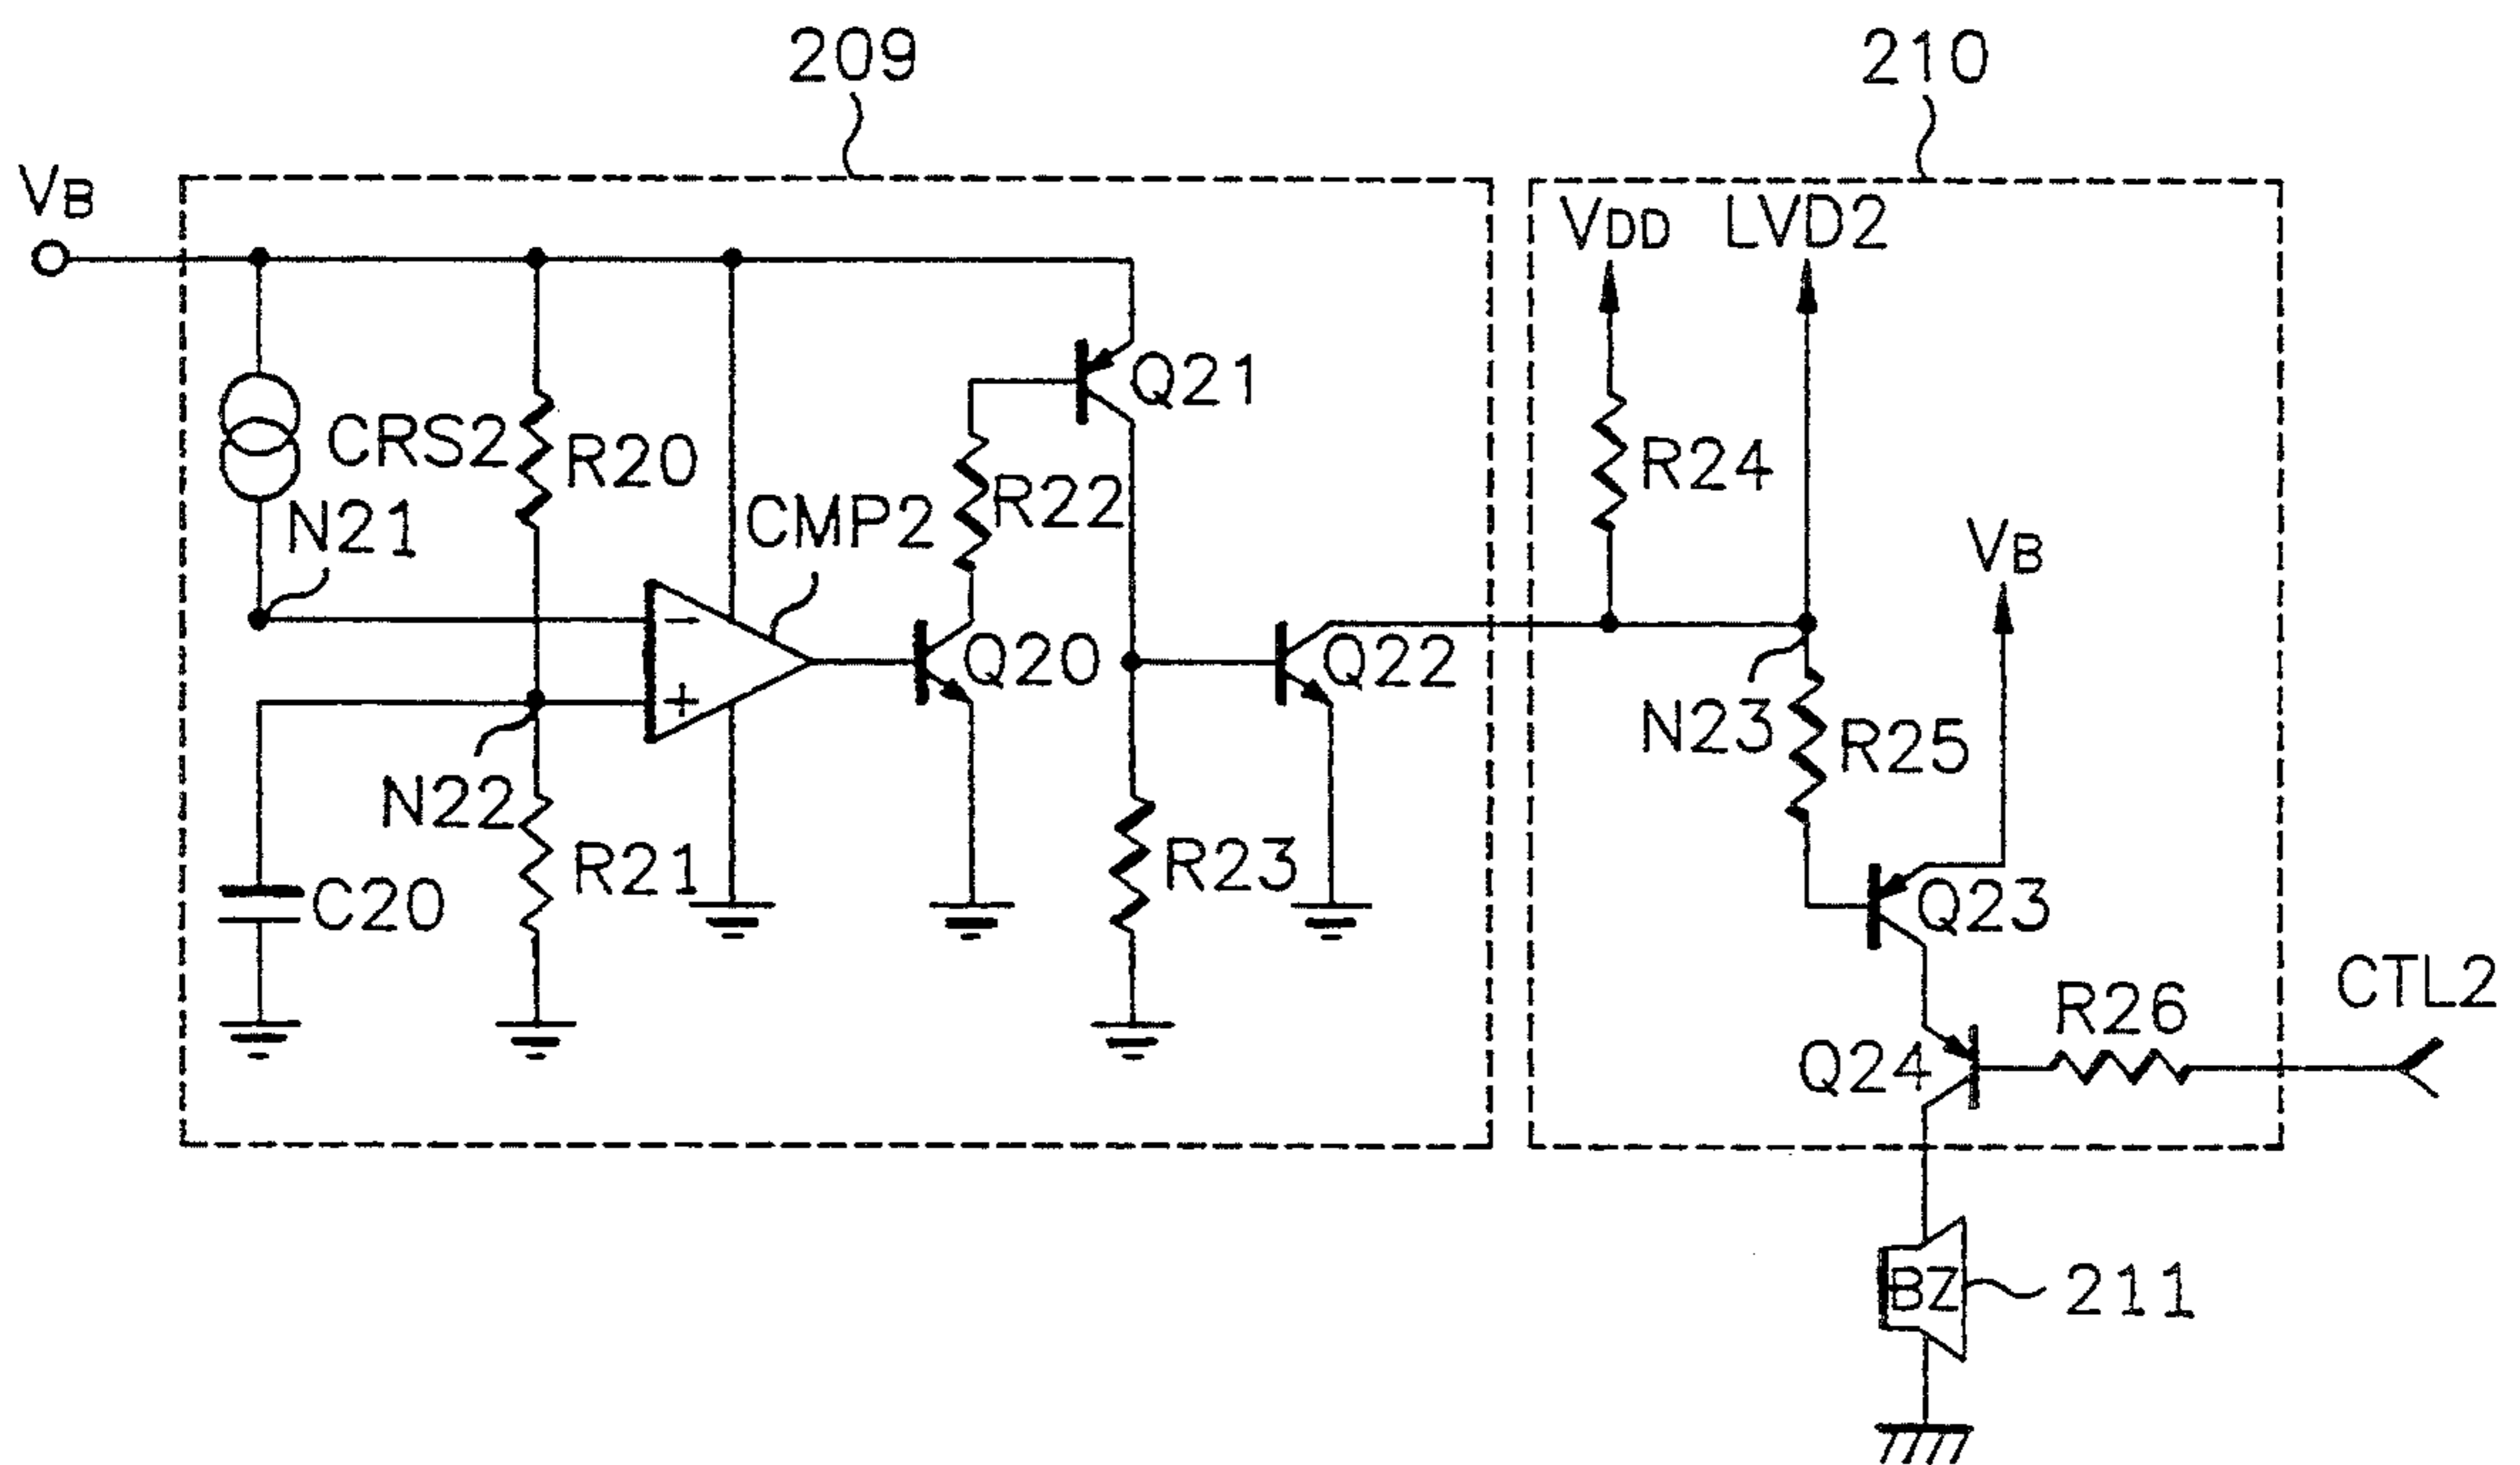 209
210
VB
VDD
LVD2
Q21
CRS2
R20
R24
R22
N21
CMP2
VB
−
Q20
Q22
+
N23
R25
N22
R21
R23
C20
Q23
CTL2
R26
Q24
BZ
211